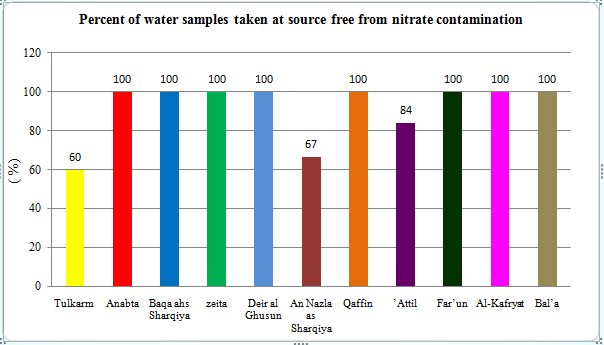 Percent of water samples taken at source free from nitrate contamination
120
100
80
60
40
20
0
( %)
60
100
100
100
100
67
100
84
100
100
100
Tulkarm
Anabta
Baqa ahs
Sharqiya
zeita
Deir al
Ghusun
An Nazla
as
Sharqiya
Qaffin
’Attil
Far’un
Al-Kafryat
Bal’a